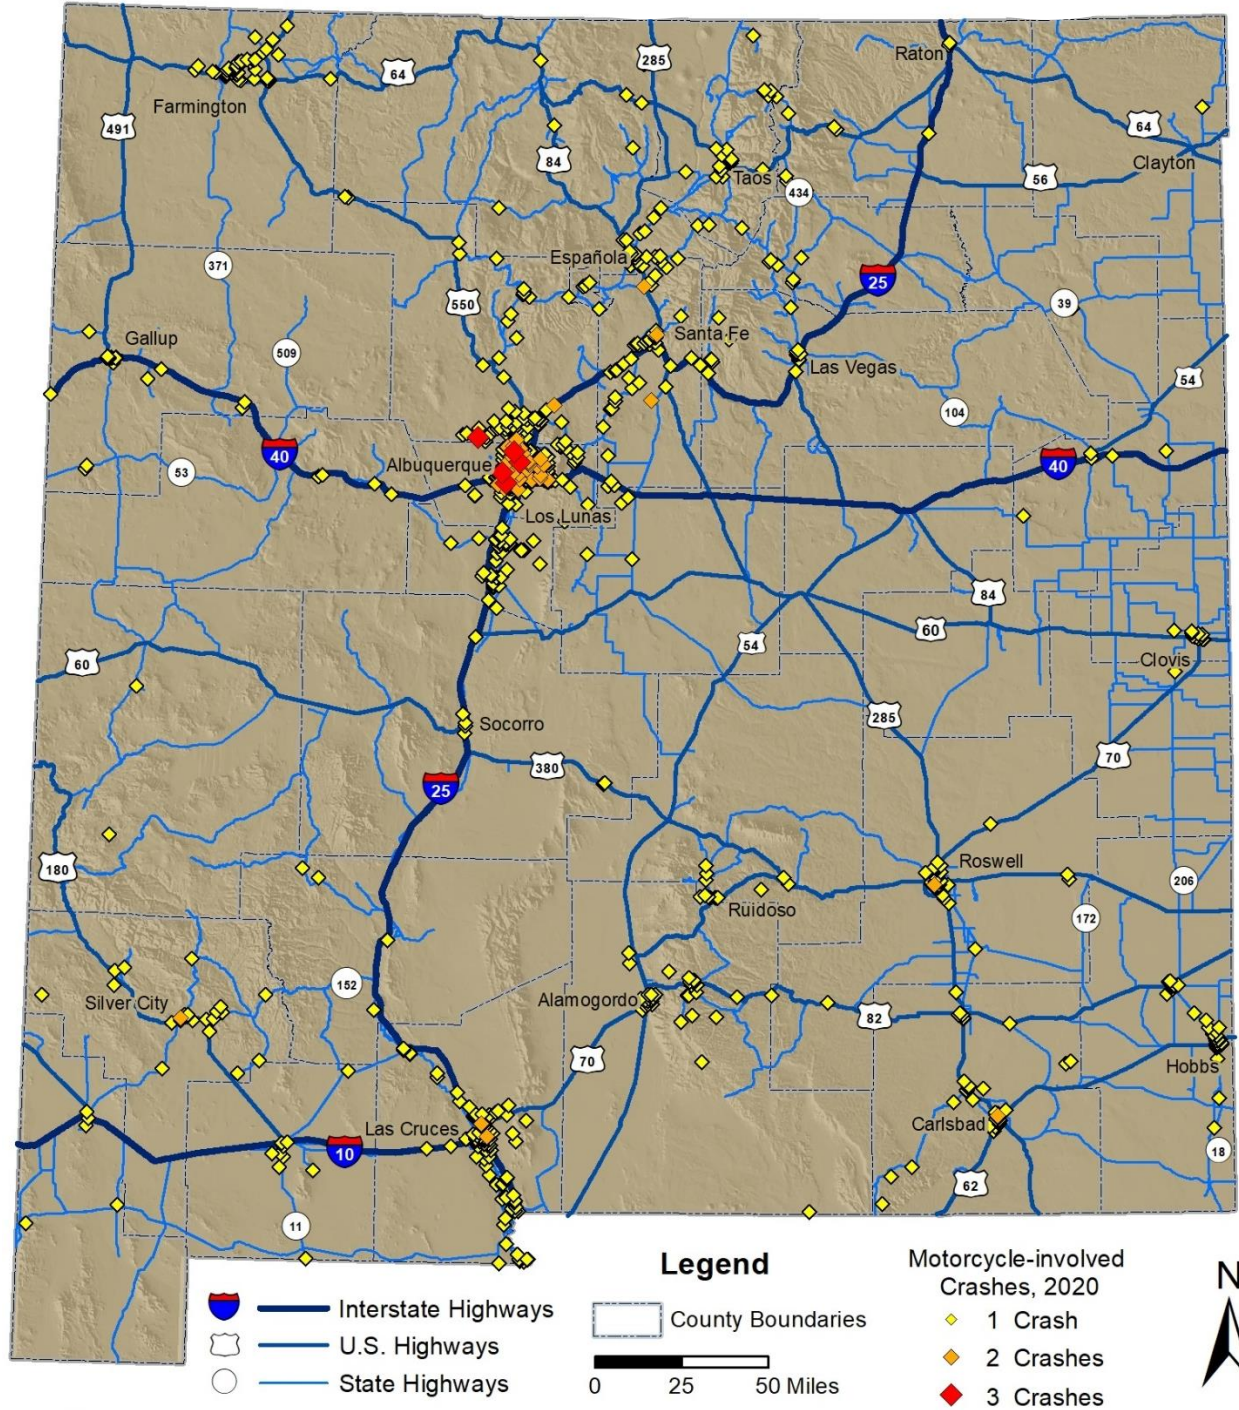 Raton
285
64
Farmington
491
64
Clayton
84
56
Taos
434
Española
371
25
550
39
Santa Fe
Gallup
509
Las Vegas
54
104
40
Albuquerque
40
53
Los Lunas
84
60
54
60
Clovis
285
Socorro
70
380
25
Roswell
180
206
Ruidoso
172
152
Silver City
Alamogordo
82
70
Hobbs
Las Cruces
Carlsbad
10
18
62
11
Legend
Motorcycle-involved
Crashes, 2020
N
Interstate Highways
County Boundaries
1 Crash
U.S. Highways
2 Crashes
State Highways
0 25 50 Miles
3 Crashes